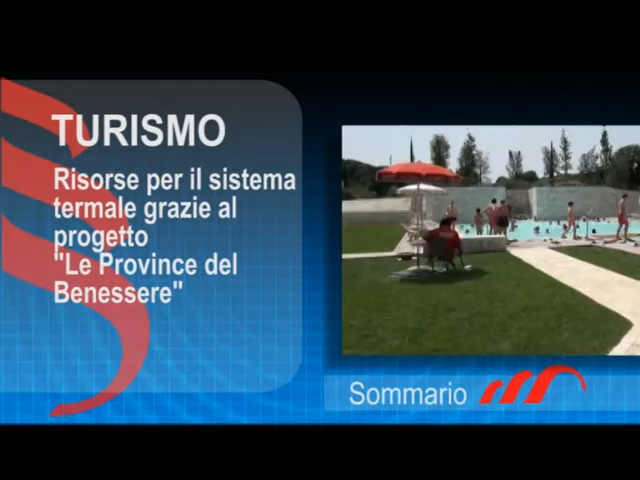 TURISMO
Risorse per il sistema
termale grazie al
progetto
"Le Province del
Benessere"
Sommario